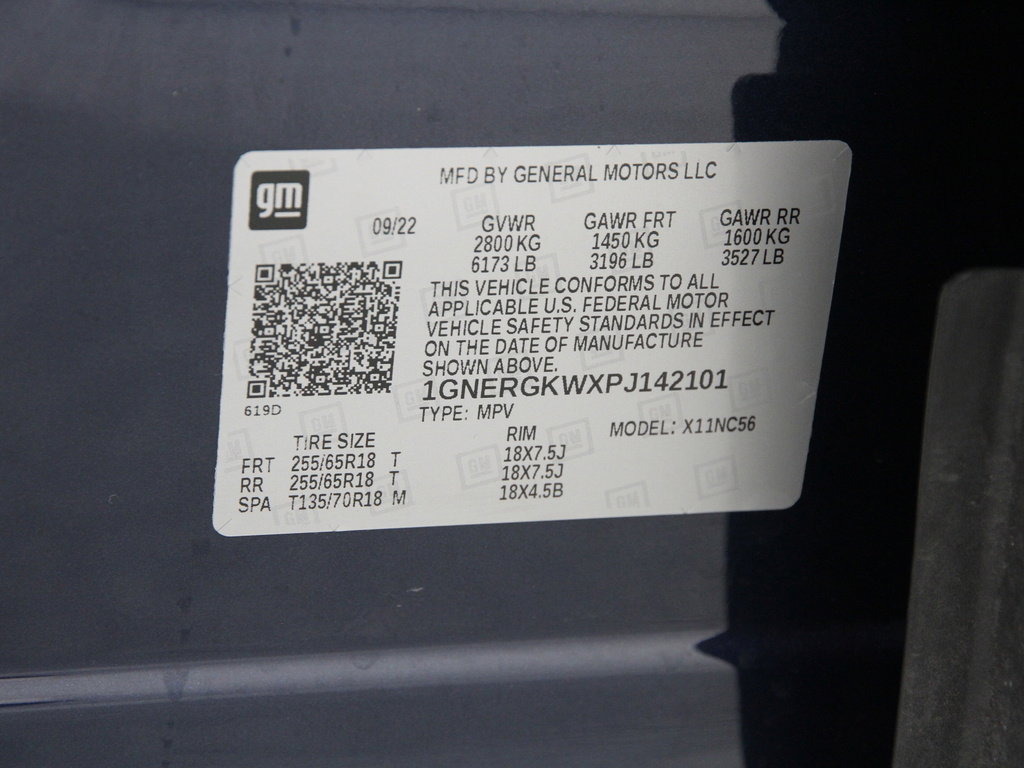 gm
MFD BY GENERAL MOTORS LLC
09/22
GVWR GAWR FRT GAWR RR
2800 KG 1450 KG 1600 KG
6173 LB 3196 LB 3527 LB
THIS VEHICLE CONFORMS TO ALL
APPLICABLE U.S. FEDERAL MOTOR
VEHICLE SAFETY STANDARDS IN EFFECT
ON THE DATE OF MANUFACTURE
SHOWN ABOVE.
1GNERGKWXPJ142101
619D
TYPE: MPV
MODEL: X11NC56
TIRE SIZE RIM
FRT 255/65R18 T 18X7.5J
RR 255/65R18 T 18X7.5J
SPA T135/70R18 M 18X4.5B